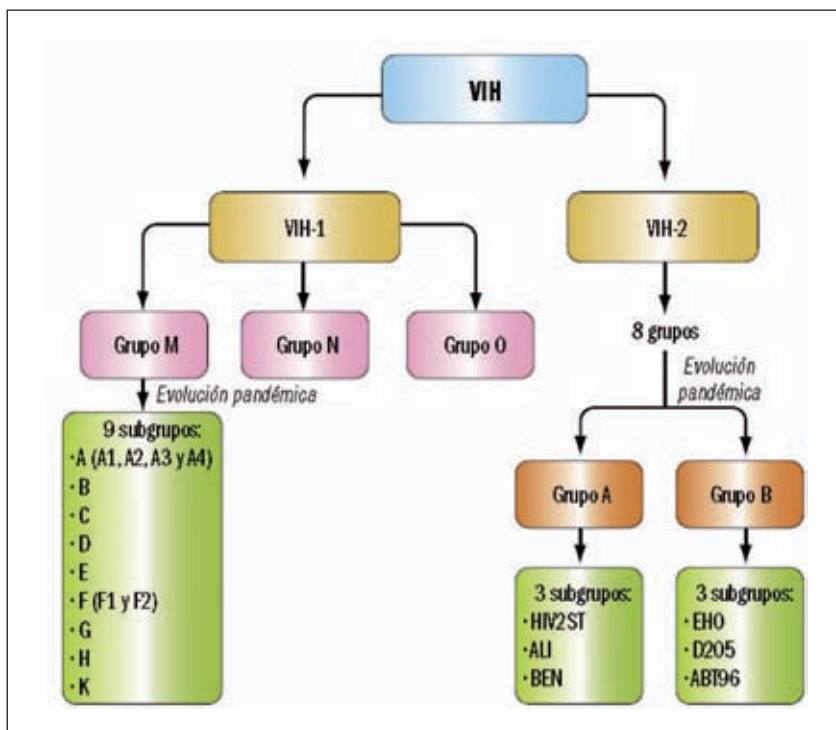 VIH
VIH-1
VIH-2
Grupo M
Grupo N
Grupo O
8 grupos
Evolución pandémica
Evolución
pandémica
9 subgrupos:
·A (A1, A2, A3 y A4)
·B
·C
·D
·E
·F (F1 y F2)
·G
·H
·K
Grupo A
Grupo B
3 subgrupos:
·HIV2ST
·ALI
·BEN
3 subgrupos:
·EHO
·D205
·ABT96